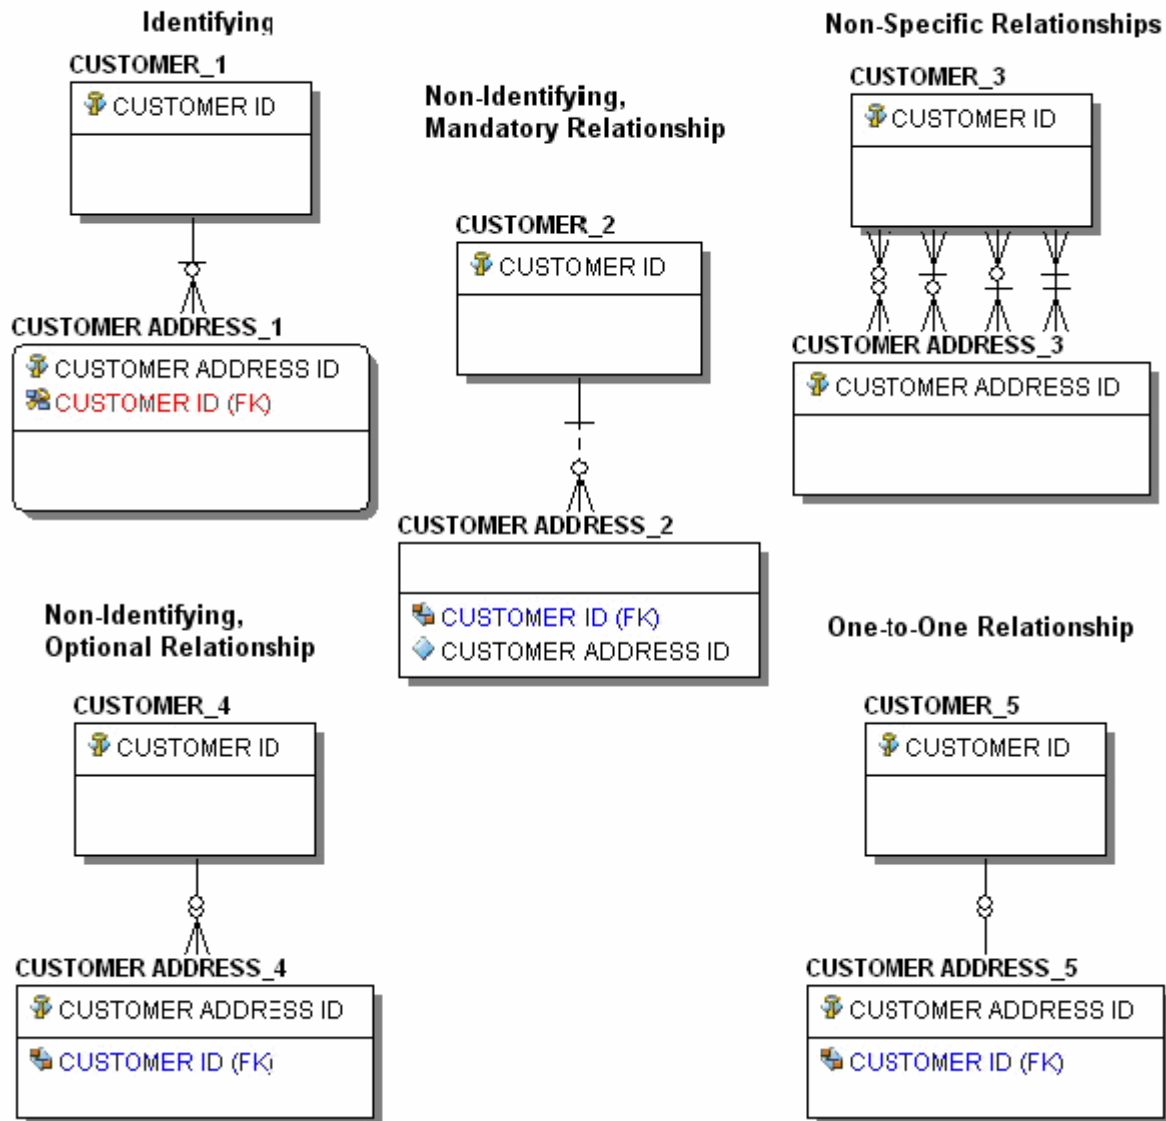 Identifying
CUSTOMER_1
CUSTOMER ID
CUSTOMER ADDRESS_1
CUSTOMER ADDRESS ID
CUSTOMER ID (FK)
Non-Identifying,
Mandatory Relationship
CUSTOMER_2
CUSTOMER ID
CUSTOMER ADDRESS_2
CUSTOMER ID (FK)
CUSTOMER ADDRESS ID
Non-Specific Relationships
CUSTOMER_3
CUSTOMER ID
CUSTOMER ADDRESS_3
CUSTOMER ADDRESS ID
Non-Identifying,
Optional Relationship
CUSTOMER_4
CUSTOMER ID
CUSTOMER ADDRESS_4
CUSTOMER ADDRESS ID
CUSTOMER ID (FK)
One-to-One Relationship
CUSTOMER_5
CUSTOMER ID
CUSTOMER ADDRESS_5
CUSTOMER ADDRESS ID
CUSTOMER ID (FK)